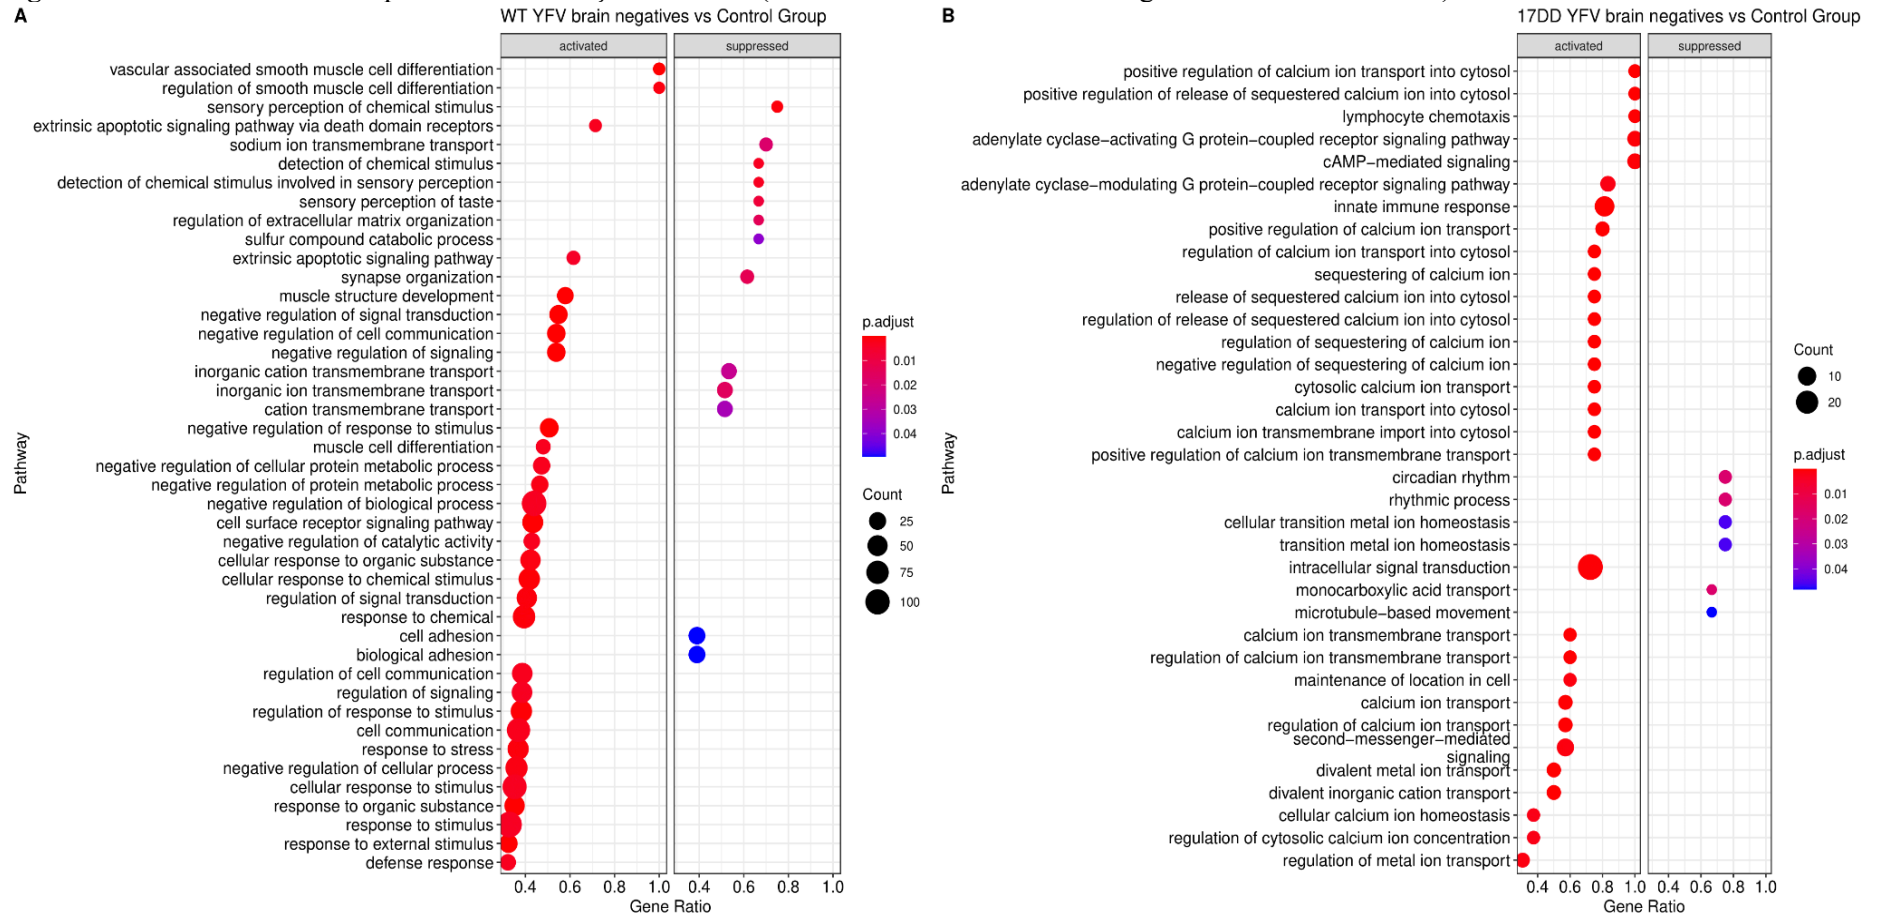 A
WT YFV brain negatives vs Control Group
activated
suppressed
vascular associated smooth muscle cell differentiation
regulation of smooth muscle cell differentiation
sensory perception of chemical stimulus
extrinsic apoptotic signaling pathway via death domain receptors
sodium ion transmembrane transport
detection of chemical stimulus
detection of chemical stimulus involved in sensory perception
sensory perception of taste
regulation of extracellular matrix organization
sulfur compound catabolic process
extrinsic apoptotic signaling pathway
synapse organization
muscle structure development
negative regulation of signal transduction
negative regulation of cell communication
negative regulation of signaling
inorganic cation transmembrane transport
inorganic ion transmembrane transport
cation transmembrane transport
negative regulation of response to stimulus
muscle cell differentiation
negative regulation of cellular protein metabolic process
negative regulation of protein metabolic process
negative regulation of biological process
cell surface receptor signaling pathway
negative regulation of catalytic activity
cellular response to organic substance
cellular response to chemical stimulus
regulation of signal transduction
response to chemical
cell adhesion
biological adhesion
regulation of cell communication
regulation of signaling
regulation of response to stimulus
cell communication
response to stress
negative regulation of cellular process
cellular response to stimulus
response to organic substance
response to stimulus
response to external stimulus
defense response
Pathway
0.4 0.6 0.8 1.0 0.4 0.6 0.8 1.0
Gene Ratio
p.adjust
0.01
0.02
0.03
0.04
Count
25
50
75
100
B
17DD YFV brain negatives vs Control Group
activated
suppressed
positive regulation of calcium ion transport into cytosol
positive regulation of release of sequestered calcium ion into cytosol
lymphocyte chemotaxis
adenylate cyclase−activating G protein−coupled receptor signaling pathway
cAMP−mediated signaling
adenylate cyclase−modulating G protein−coupled receptor signaling pathway
innate immune response
positive regulation of calcium ion transport
regulation of calcium ion transport into cytosol
sequestering of calcium ion
release of sequestered calcium ion into cytosol
regulation of release of sequestered calcium ion into cytosol
regulation of sequestering of calcium ion
negative regulation of sequestering of calcium ion
cytosolic calcium ion transport
calcium ion transport into cytosol
calcium ion transmembrane import into cytosol
positive regulation of calcium ion transmembrane transport
circadian rhythm
rhythmic process
cellular transition metal ion homeostasis
transition metal ion homeostasis
intracellular signal transduction
monocarboxylic acid transport
microtubule−based movement
calcium ion transmembrane transport
regulation of calcium ion transmembrane transport
maintenance of location in cell
calcium ion transport
regulation of calcium ion transport
second−messenger−mediated
signaling
divalent metal ion transport
divalent inorganic cation transport
cellular calcium ion homeostasis
regulation of cytosolic calcium ion concentration
regulation of metal ion transport
Pathway
0.4 0.6 0.8 1.0 0.4 0.6 0.8 1.0
Gene Ratio
Count
10
20
p.adjust
0.01
0.02
0.03
0.04